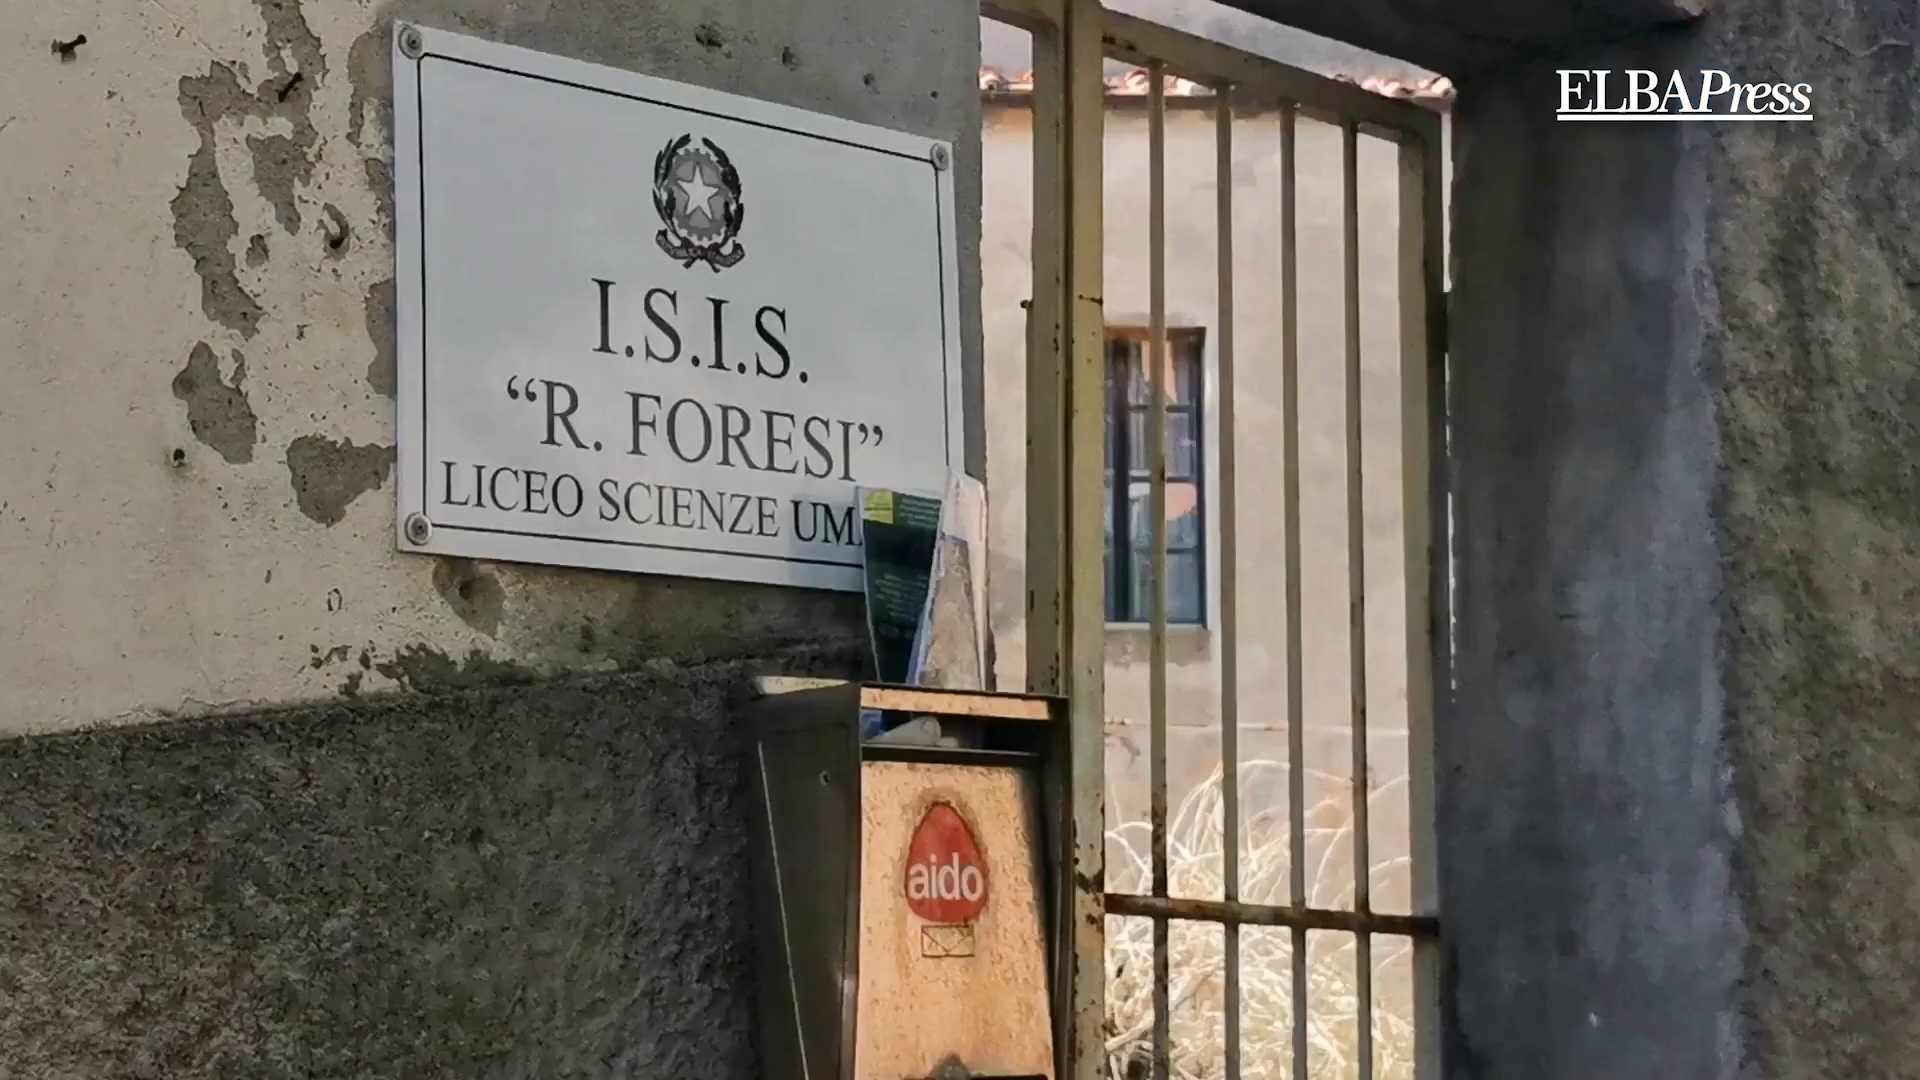 ELBAPress
I.S.I.S.
“R. FORESI”
LICEO SCIENZE UM
aido